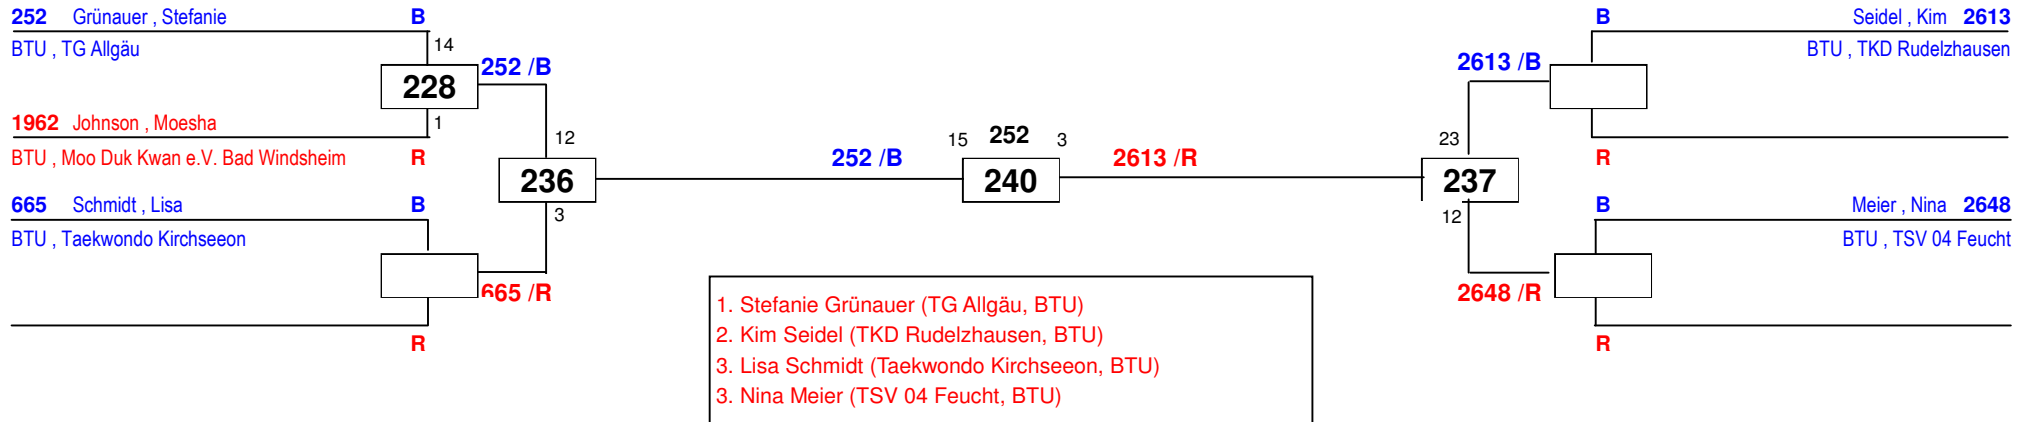 252 Grünauer , Stefanie B
BTU , TG Allgäu
14
228
252 /B
1962 Johnson , Moesha
1
BTU , Moo Duk Kwan e.V. Bad Windsheim R
12
236
3
665 Schmidt , Lisa B
BTU , Taekwondo Kirchseeon
665 /R
R
252 /B
15 252 3
240
2613 /R
B Seidel , Kim 2613
BTU , TKD Rudelzhausen
2613 /B
R
23
237
12
B Meier , Nina 2648
BTU , TSV 04 Feucht
2648 /R
R
1. Stefanie Grünauer (TG Allgäu, BTU)
2. Kim Seidel (TKD Rudelzhausen, BTU)
3. Lisa Schmidt (Taekwondo Kirchseeon, BTU)
3. Nina Meier (TSV 04 Feucht, BTU)